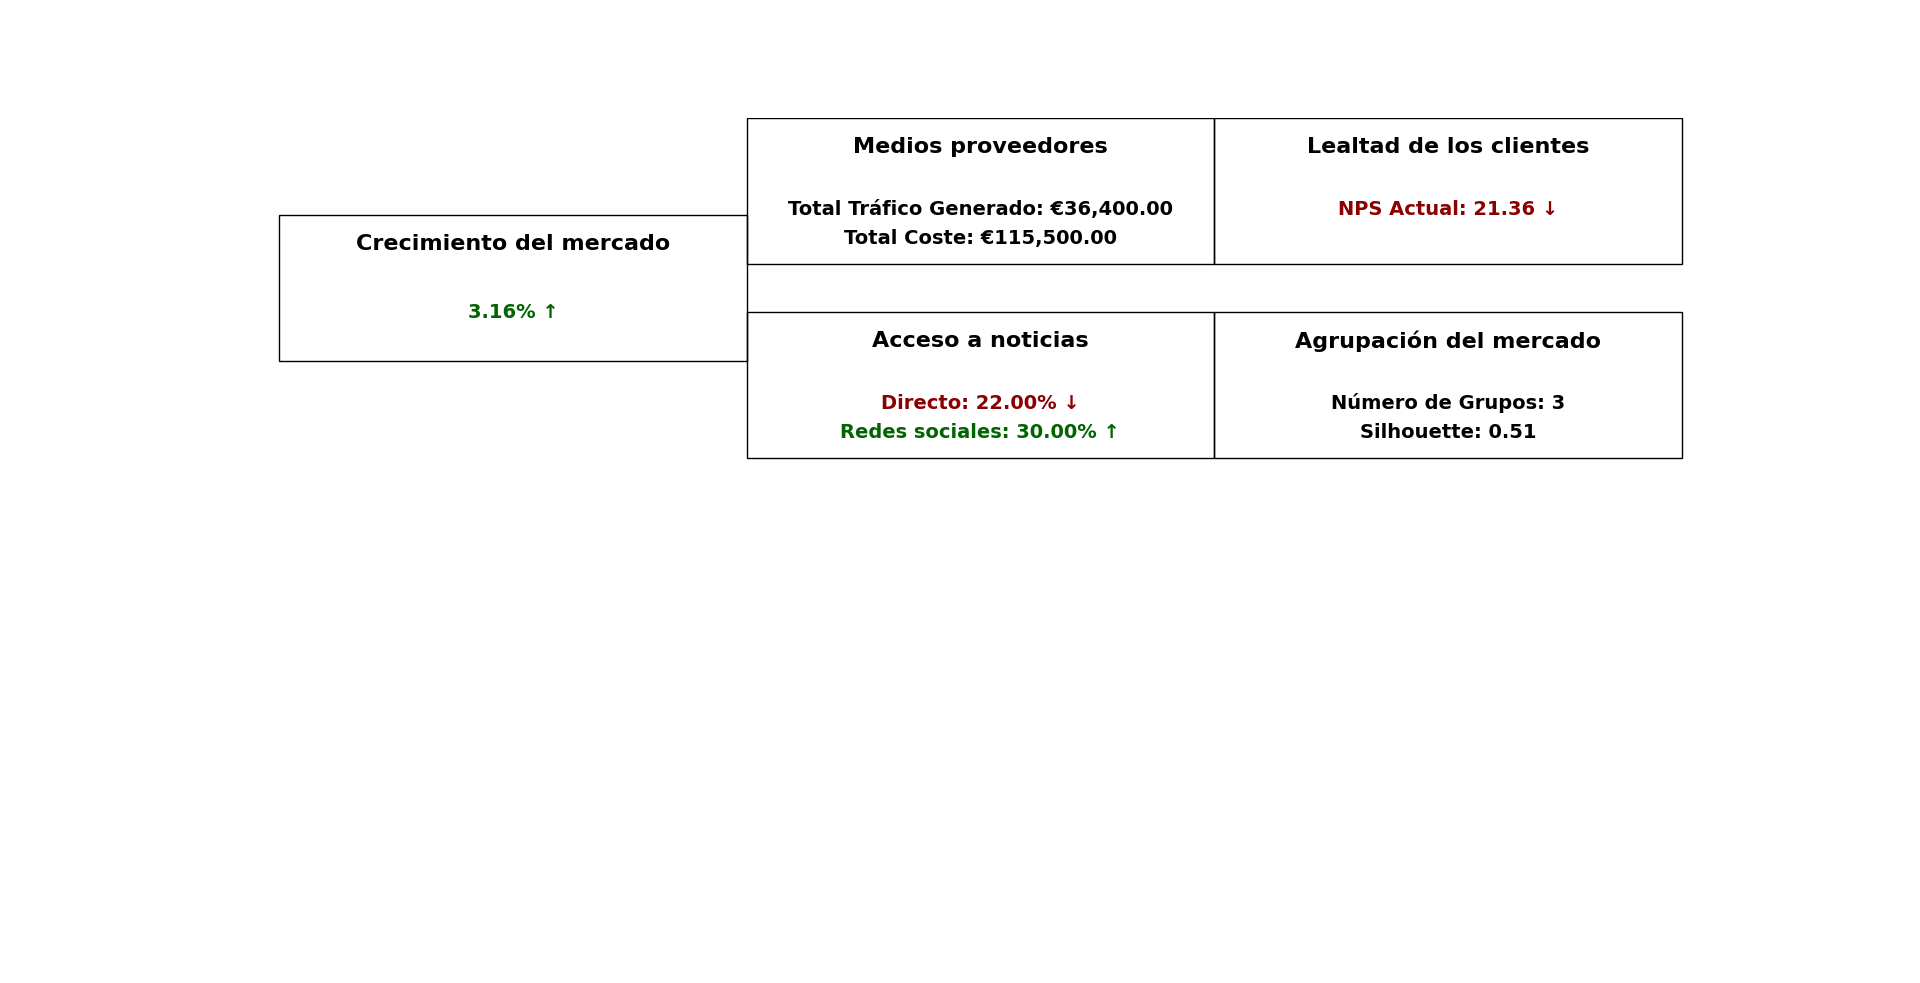 Crecimiento del mercado
3.16% ↑
Medios proveedores
Total Tráfico Generado: €36,400.00
Total Coste: €115,500.00
Lealtad de los clientes
NPS Actual: 21.36 ↓
Acceso a noticias
Directo: 22.00% ↓
Redes sociales: 30.00% ↑
Agrupación del mercado
Número de Grupos: 3
Silhouette: 0.51